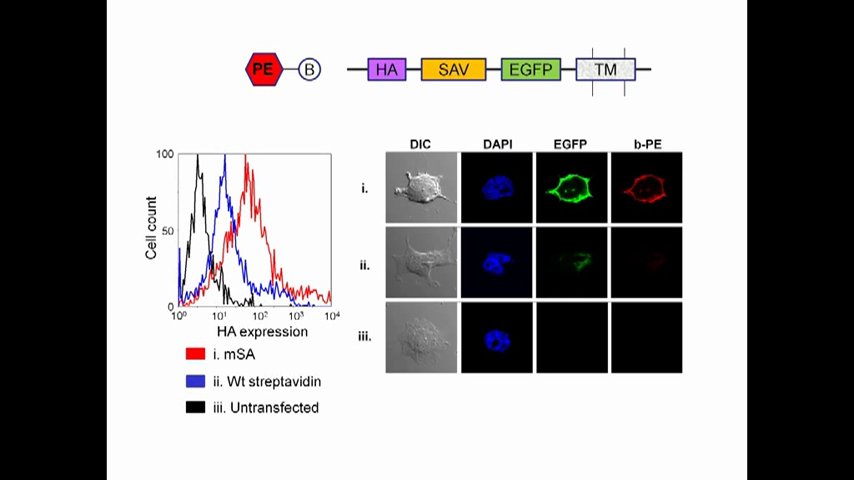 PE B HA SAV EGFP TM
DIC DAPI EGFP b-PE
100
50
0
Cell count
10⁰ 10¹ 10² 10³ 10⁴
HA expression
i. mSA
ii. Wt streptavidin
iii. Untransfected
i.
ii.
iii.